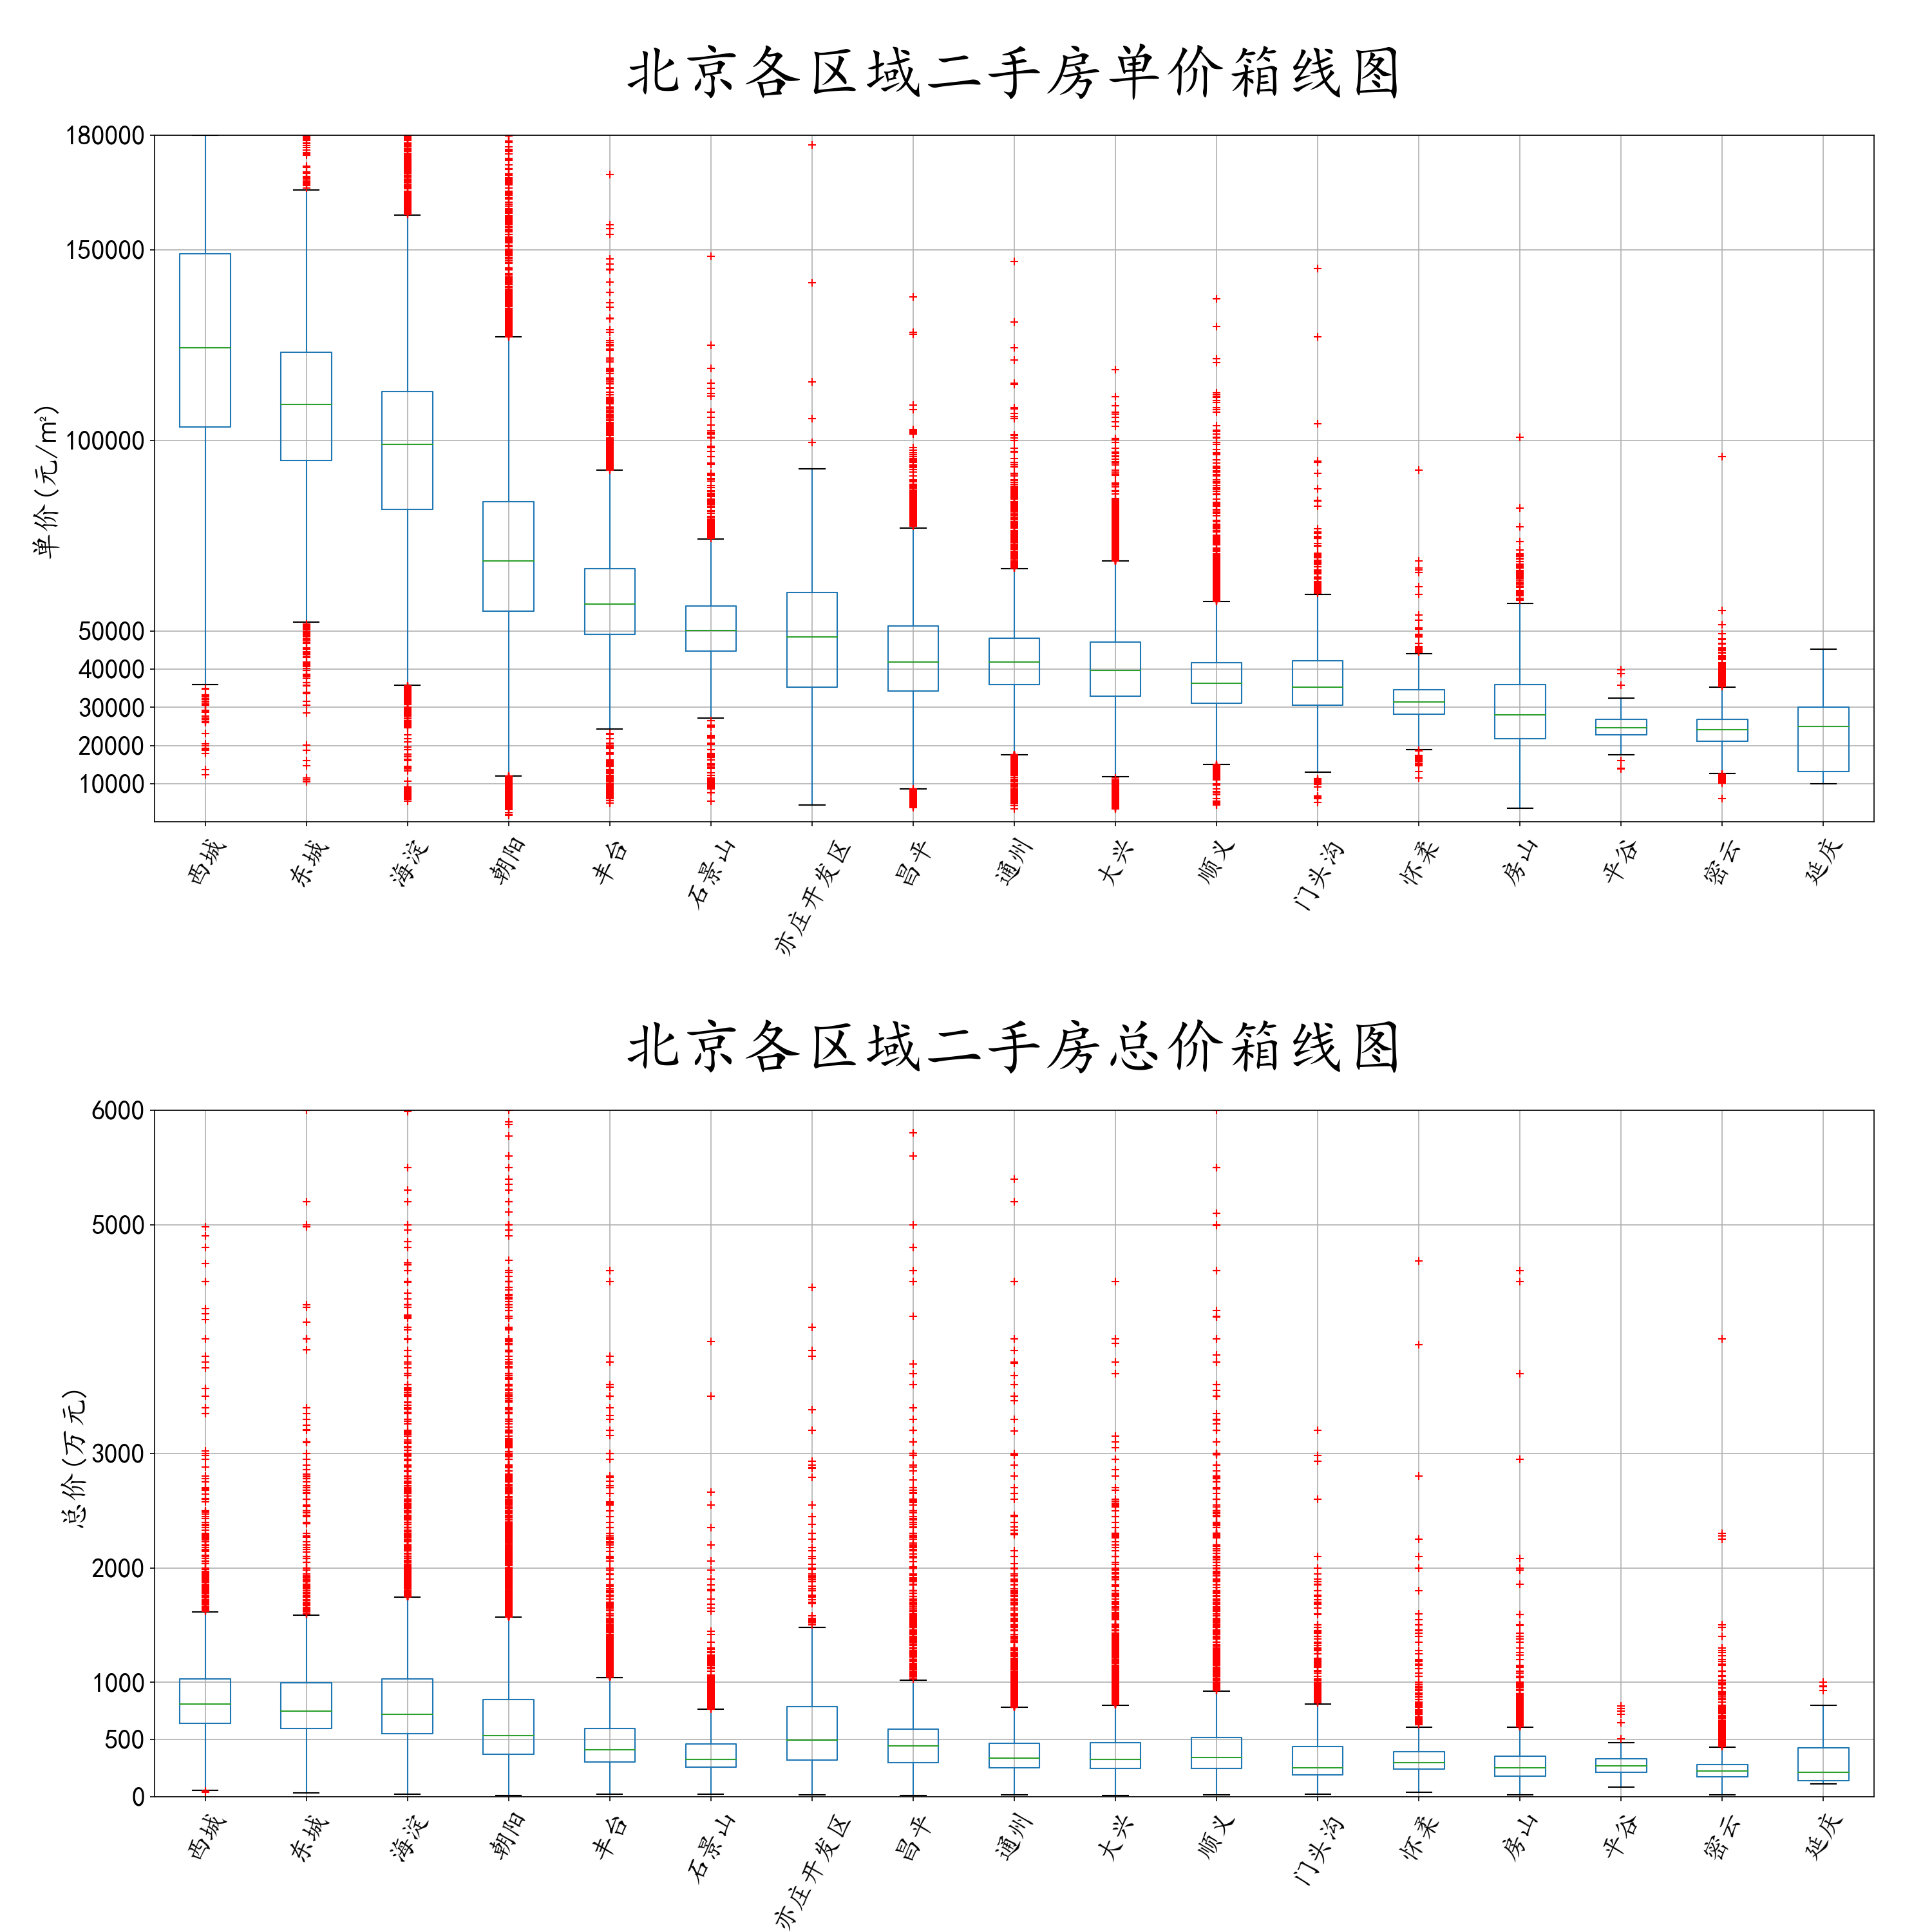 北京各区域二手房单价箱线图
180000
150000
100000
50000
40000
30000
20000
10000
单价(元/m²)
西城
东城
海淀
朝阳
丰台
石景山
亦庄开发区
昌平
通州
大兴
顺义
门头沟
怀柔
房山
平谷
密云
延庆
北京各区域二手房总价箱线图
6000
5000
3000
2000
1000
500
0
总价(万元)
西城
东城
海淀
朝阳
丰台
石景山
亦庄开发区
昌平
通州
大兴
顺义
门头沟
怀柔
房山
平谷
密云
延庆